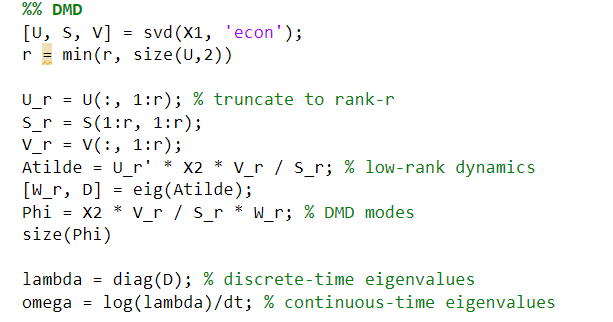 %% DMD
[U, S, V] = svd(X1, 'econ');
r = min(r, size(U,2))
U_r = U(:, 1:r); % truncate to rank-r
S_r = S(1:r, 1:r);
V_r = V(:, 1:r);
Atilde = U_r' * X2 * V_r / S_r; % low-rank dynamics
[W_r, D] = eig(Atilde);
Phi = X2 * V_r / S_r * W_r; % DMD modes
size(Phi)
lambda = diag(D); % discrete-time eigenvalues
omega = log(lambda)/dt; % continuous-time eigenvalues